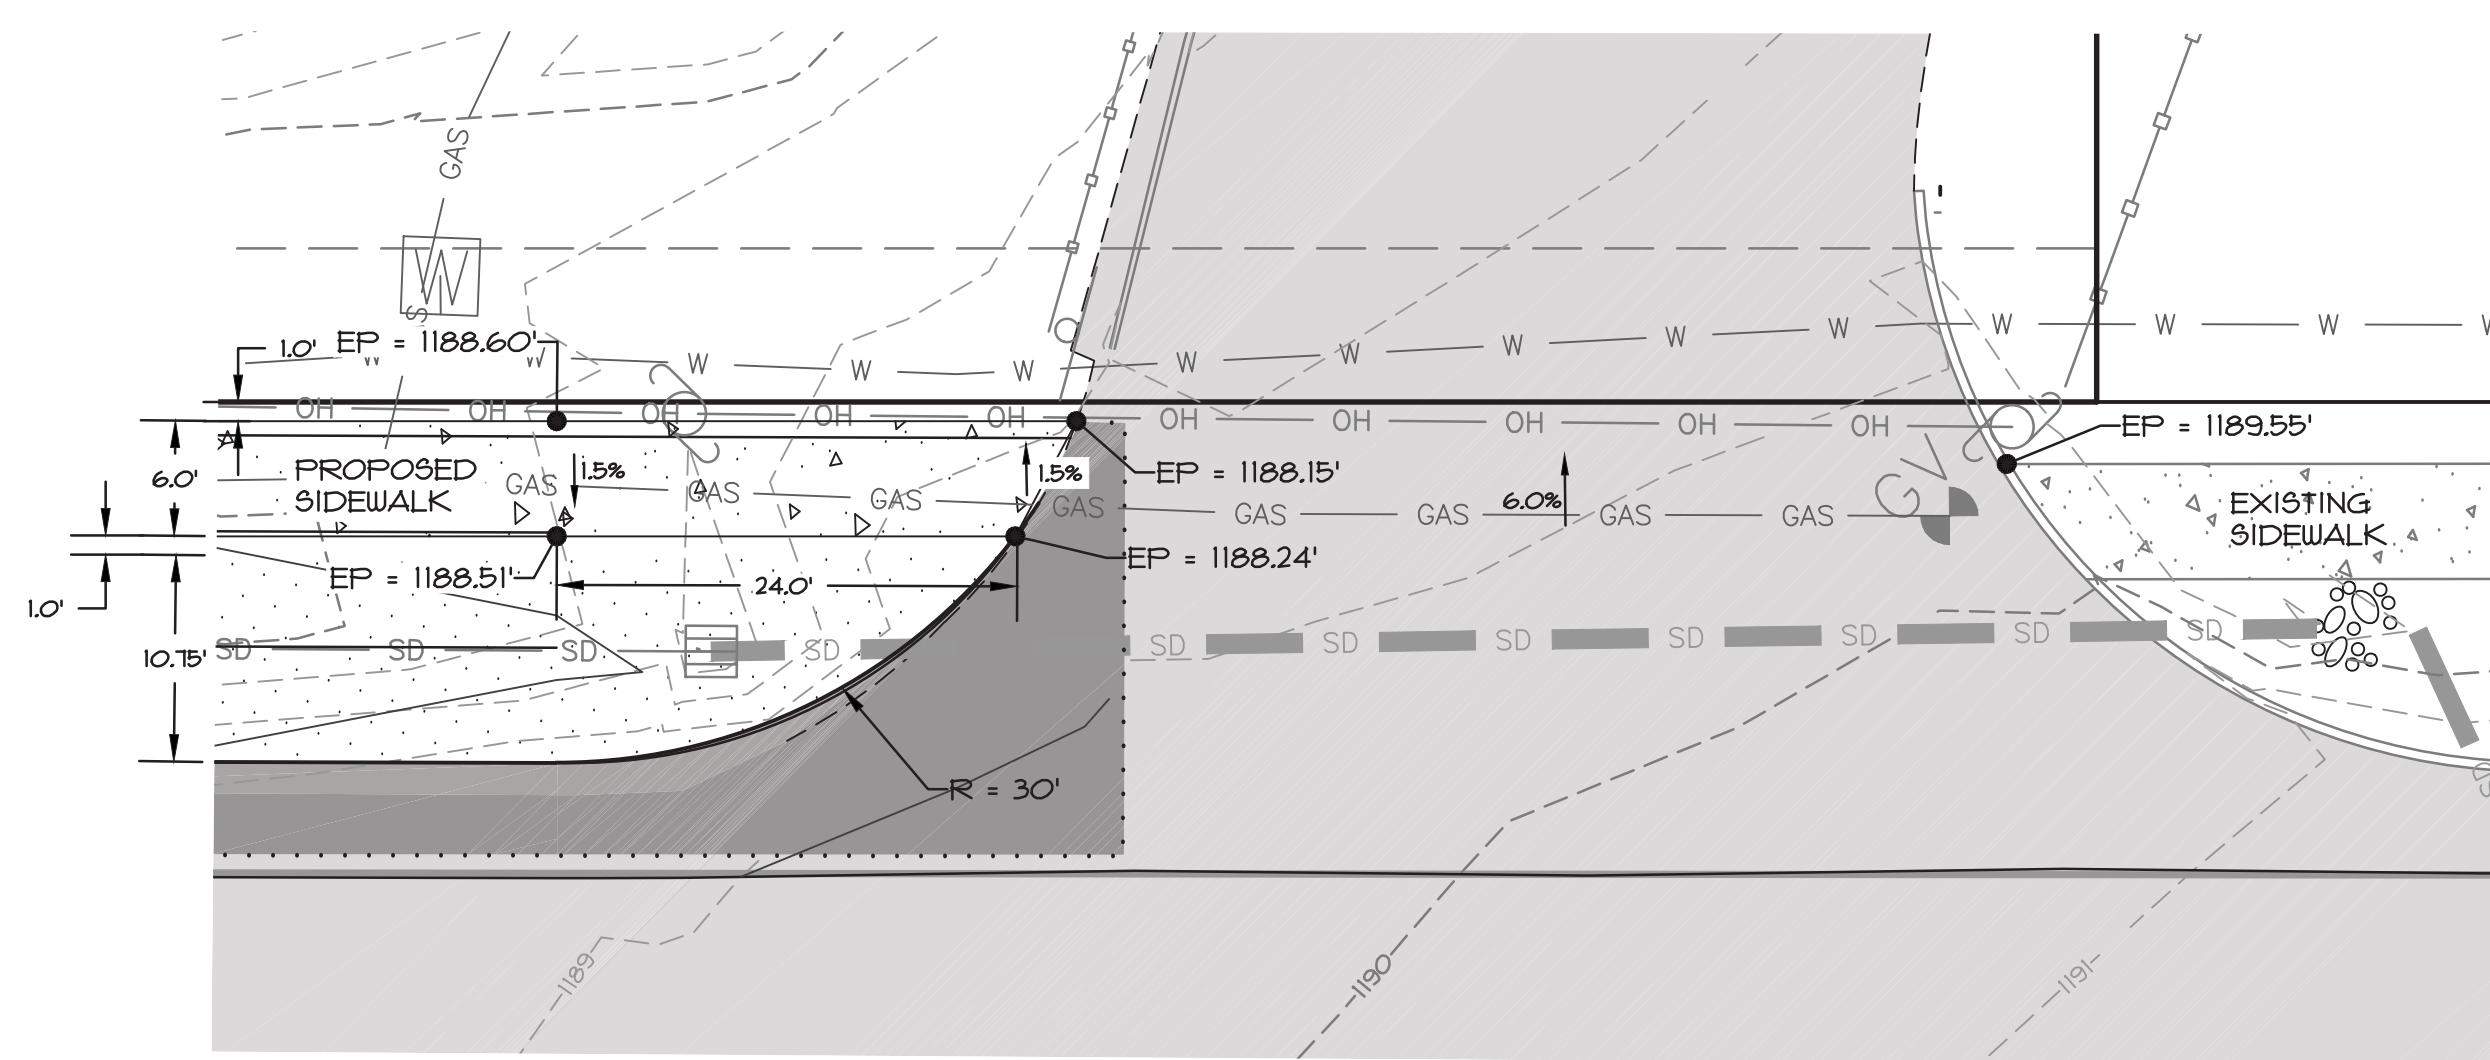 GAS
W
S
1.0'
EP = 1188.60'
W
W
W
W
W
W
W
W
W
W
W
W
W
OH
OH
OH
OH
OH
OH
OH
OH
OH
OH
EP = 1189.55'
6.0'
PROPOSED
SIDEWALK
1.5%
1.5%
EP = 1188.15'
GAS
GAS
GAS
GAS
GAS
GAS
GAS
GAS
6.0%
GV
EXISTING
SIDEWALK
EP = 1188.24'
EP = 1188.51'
24.0'
1.0'
10.75'
SD
SD
SD
SD
SD
SD
SD
SD
SD
SD
SD
R = 30'
1189
1190
1191